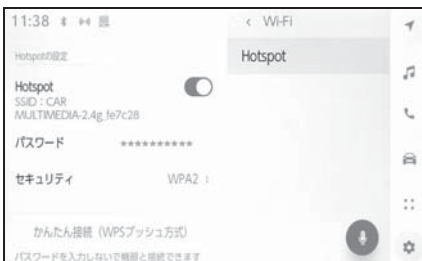 11:38
< Wi-Fi
Hotspotの設定
Hotspot
Hotspot
SSID : CAR
MULTIMEDIA-2.4g_fe7c28
パスワード **********
セキュリティ WPA2
かんたん接続 (WPSプッシュ方式)
パスワードを入力しないで機器と接続できます